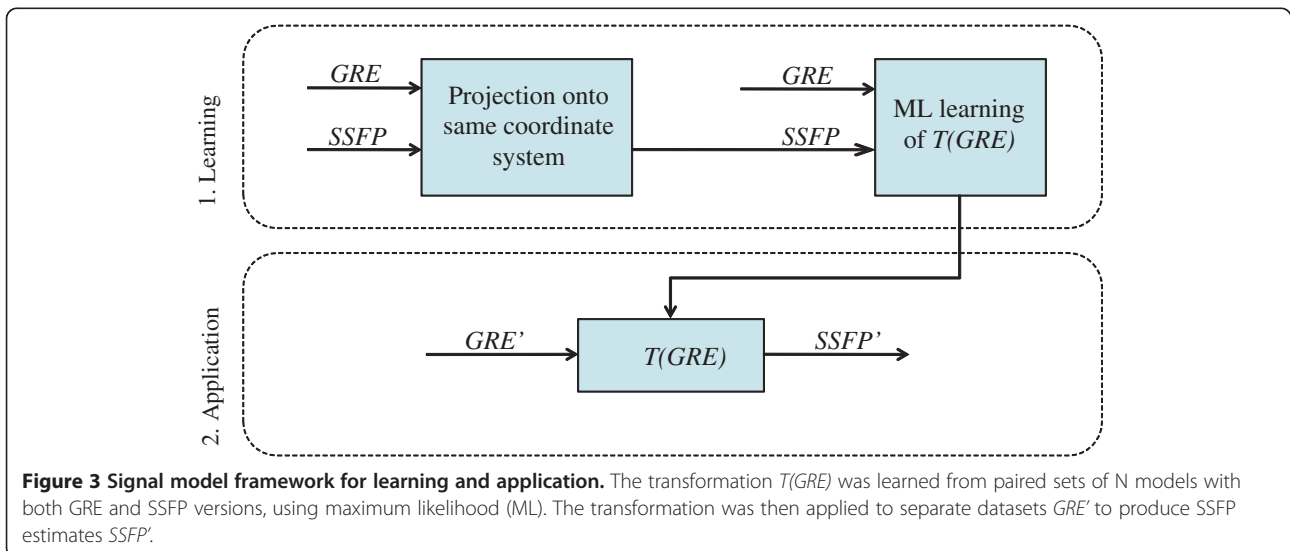 1. Learning
GRE
SSFP
Projection onto
same coordinate
system
GRE
SSFP
ML learning
of T(GRE)
2. Application
GRE’
T(GRE)
SSFP’
Figure 3 Signal model framework for learning and application. The transformation T(GRE) was learned from paired sets of N models with
both GRE and SSFP versions, using maximum likelihood (ML). The transformation was then applied to separate datasets GRE’ to produce SSFP
estimates SSFP’.